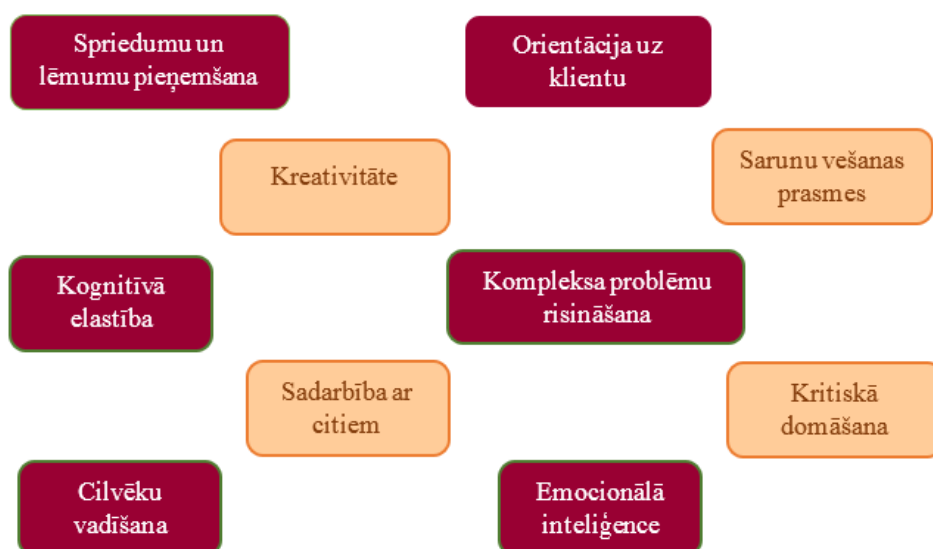 Spriedumu un
lēmumu pieņemšana
Orientācija uz
klientu
Kreativitāte
Sarunu vešanas
prasmes
Kognitīvā
elastība
Kompleksa problēmu
risināšana
Sadarbība ar
citiem
Kritiskā
domāšana
Cilvēku
vadīšana
Emocionālā
inteliģence